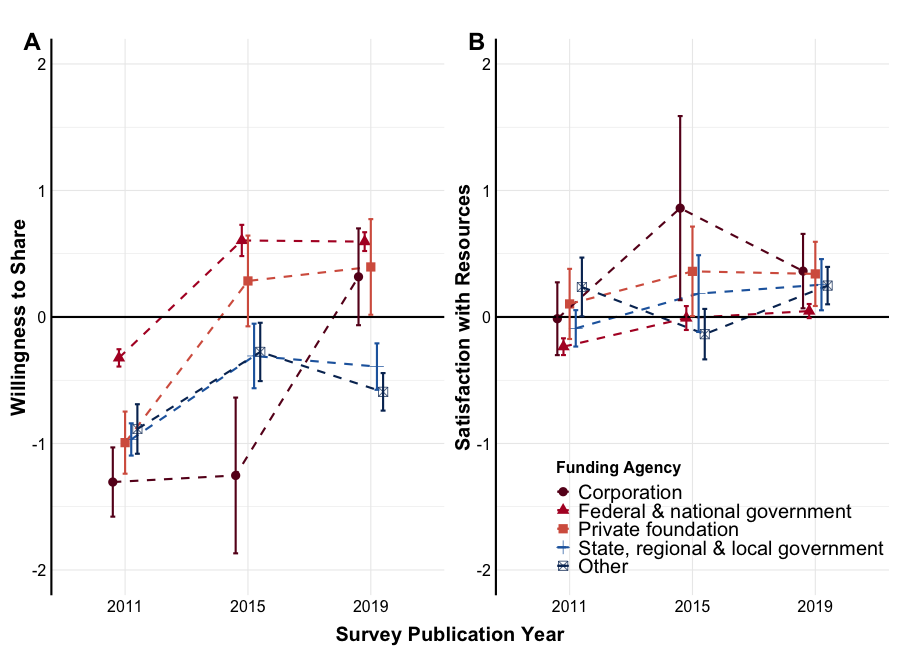 A
B
Willingness to Share
2
1
0
-1
-2
2011
2015
2019
Satisfaction with Resources
2
1
0
-1
-2
Funding Agency
Corporation
Federal & national government
Private foundation
State, regional & local government
Other
2011
2015
2019
Survey Publication Year